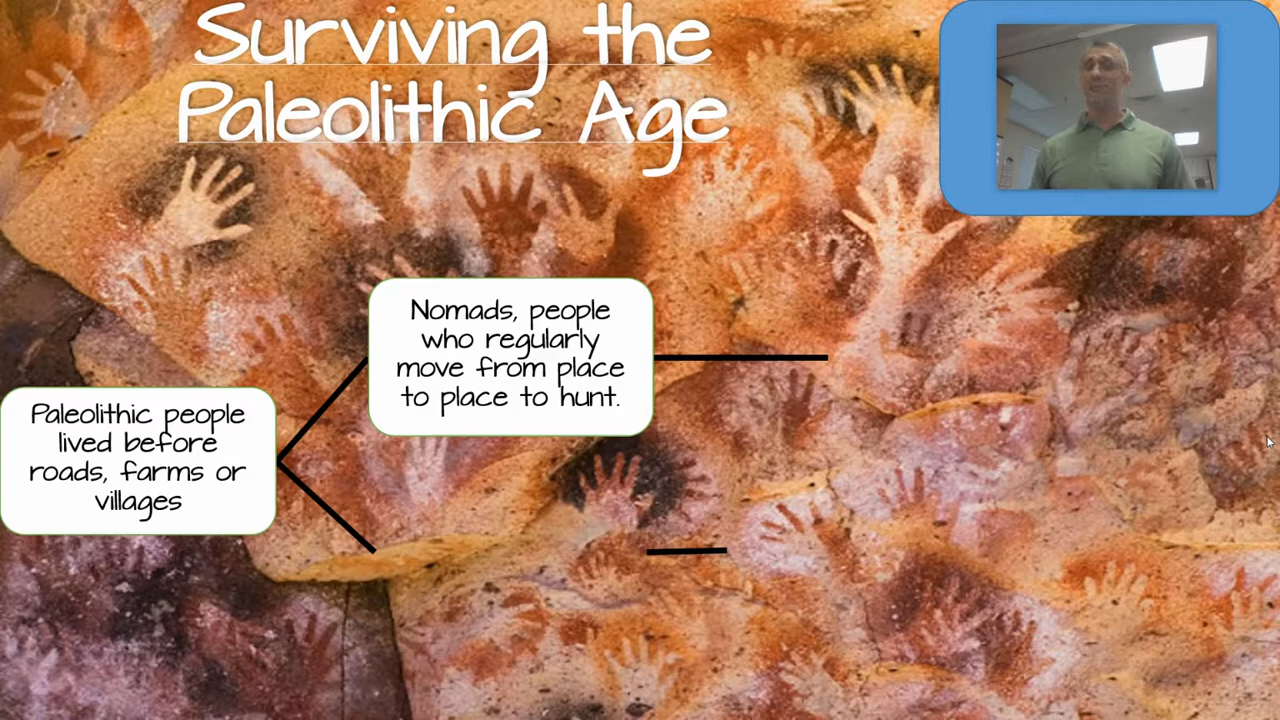 Surviving the
Paleolithic Age
Nomads, people
who regularly
move from place
to place to hunt.
Paleolithic people
lived before
roads, farms or
villages